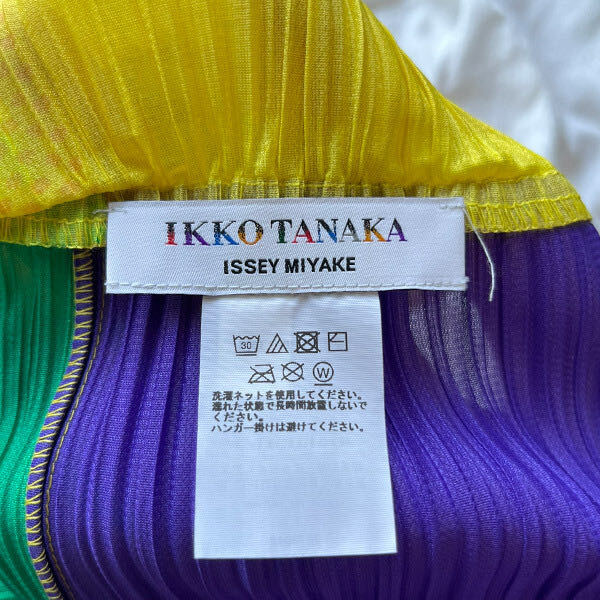 IKKO TANAKA
ISSEY MIYAKE
30
W
洗濯ネットを使用してください。
濡れた状態で長時間放置しないで
ください。
ハンガー掛けは避けてください。